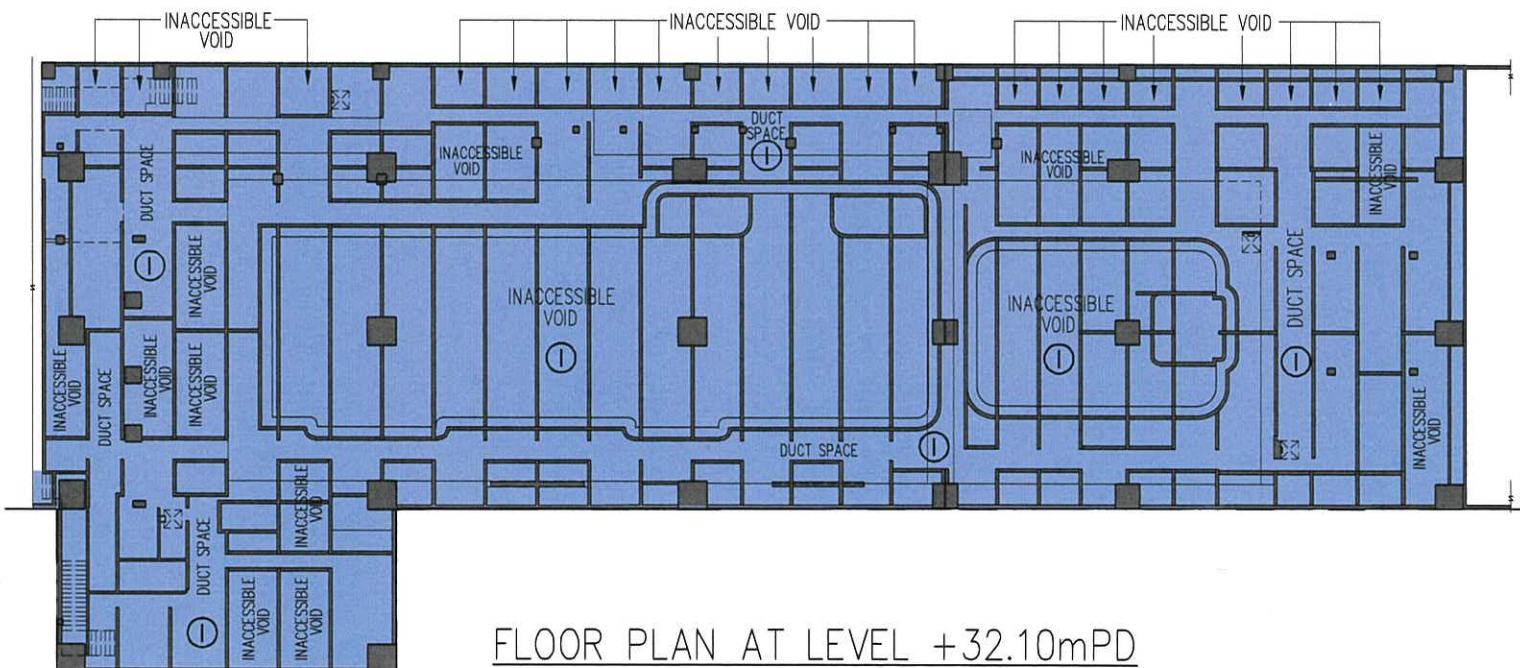 INACCESSIBLE
VOID
INACCESSIBLE VOID
INACCESSIBLE VOID
DUCT
SPACE
INACCESSIBLE
VOID
INACCESSIBLE
VOID
INACCESSIBLE
VOID
DUCT SPACE
INACCESSIBLE
VOID
DUCT SPACE
INACCESSIBLE
VOID
INACCESSIBLE
VOID
INACCESSIBLE
VOID
DUCT SPACE
INACCESSIBLE
VOID
INACCESSIBLE
VOID
INACCESSIBLE
VOID
DUCT SPACE
INACCESSIBLE
VOID
DUCT SPACE
INACCESSIBLE
VOID
INACCESSIBLE
VOID
INACCESSIBLE
VOID
FLOOR PLAN AT LEVEL +32.10mPD